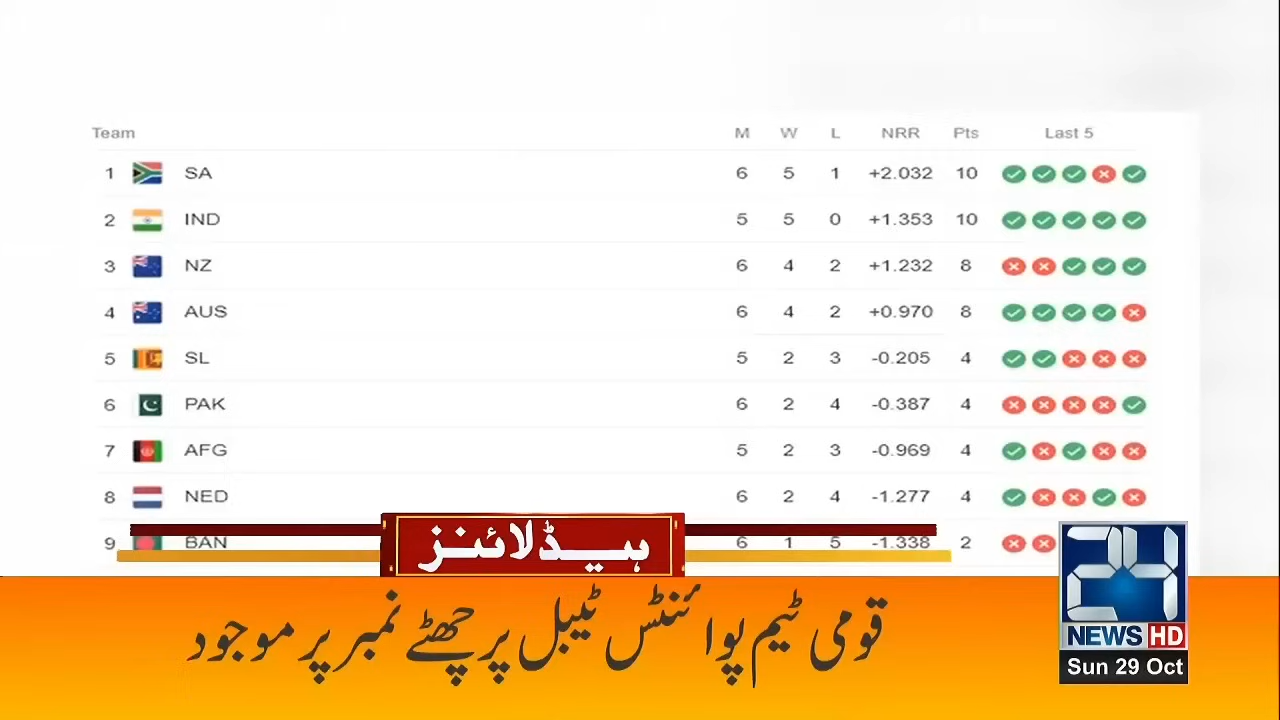 Team M W L NRR Pts Last 5
1 SA 6 5 1 +2.032 10
2 IND 5 5 0 +1.353 10
3 NZ 6 4 2 +1.232 8
4 AUS 6 4 2 +0.970 8
5 SL 5 2 3 -0.205 4
6 PAK 6 2 4 -0.387 4
7 AFG 5 2 3 -0.969 4
8 NED 6 2 4 -1.277 4
9 BAN 6 1 5 -1.338 2
ہیڈلائنز
قومی ٹیم پوائنٹس ٹیبل پر چھٹے نمبر پر موجود
24
NEWS HD
Sun 29 Oct